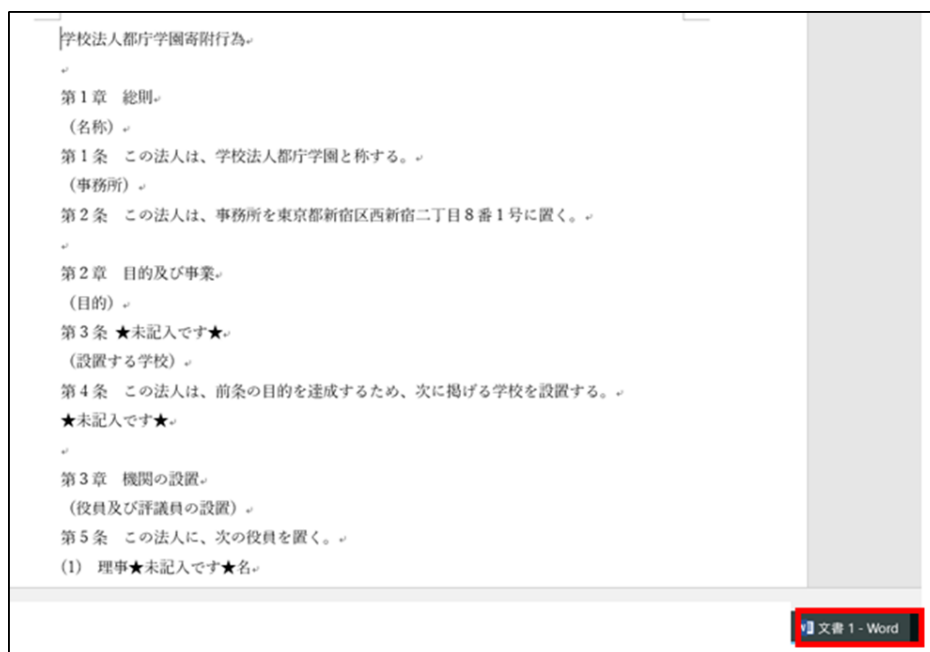 学校法人都庁学園寄附行為
第1章　総則
（名称）
第1条　この法人は、学校法人都庁学園と称する。
（事務所）
第2条　この法人は、事務所を東京都新宿区西新宿二丁目8番1号に置く。
第2章　目的及び事業
（目的）
第3条 ★未記入です★
（設置する学校）
第4条　この法人は、前条の目的を達成するため、次に掲げる学校を設置する。
★未記入です★
第3章　機関の設置
（役員及び評議員の設置）
第5条　この法人に、次の役員を置く。
(1)　理事★未記入です★名
文書 1 - Word